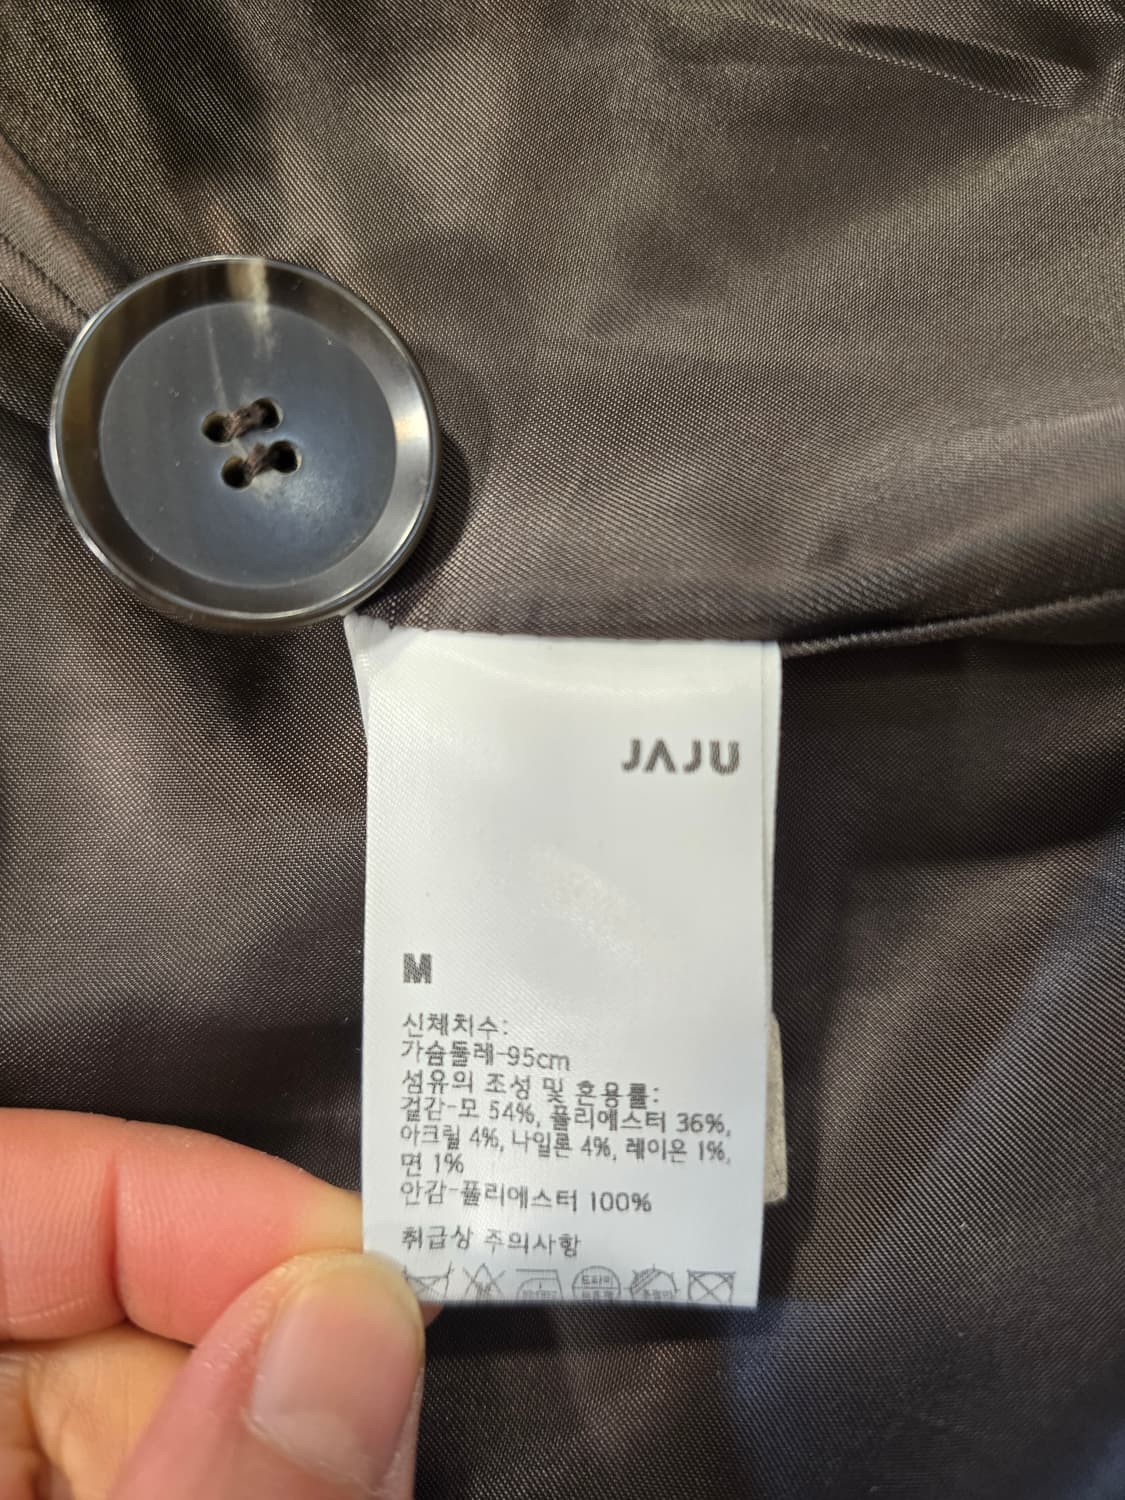 JAJU
M
신체치수:
가슴둘레-95cm
섬유의 조성 및 혼용률:
겉감-모 54%, 폴리에스터 36%,
아크릴 4%, 나일론 4%, 레이온 1%,
면 1%
안감-폴리에스터 100%
취급상 주의사항
드라이